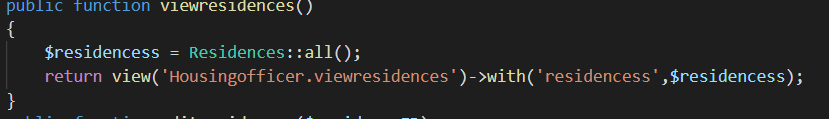 public function viewresidences()
{
$residencess = Residences::all();
return view('Housingofficer.viewresidences')->with('residencess',$residencess);
}